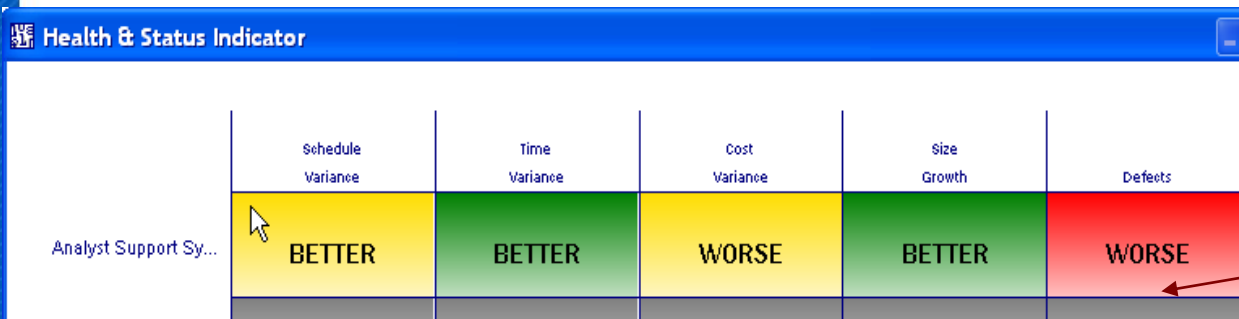 Health & Status Indicator
Schedule Variance
Time Variance
Cost Variance
Size Growth
Defects
Analyst Support Sy...
BETTER
BETTER
WORSE
BETTER
WORSE